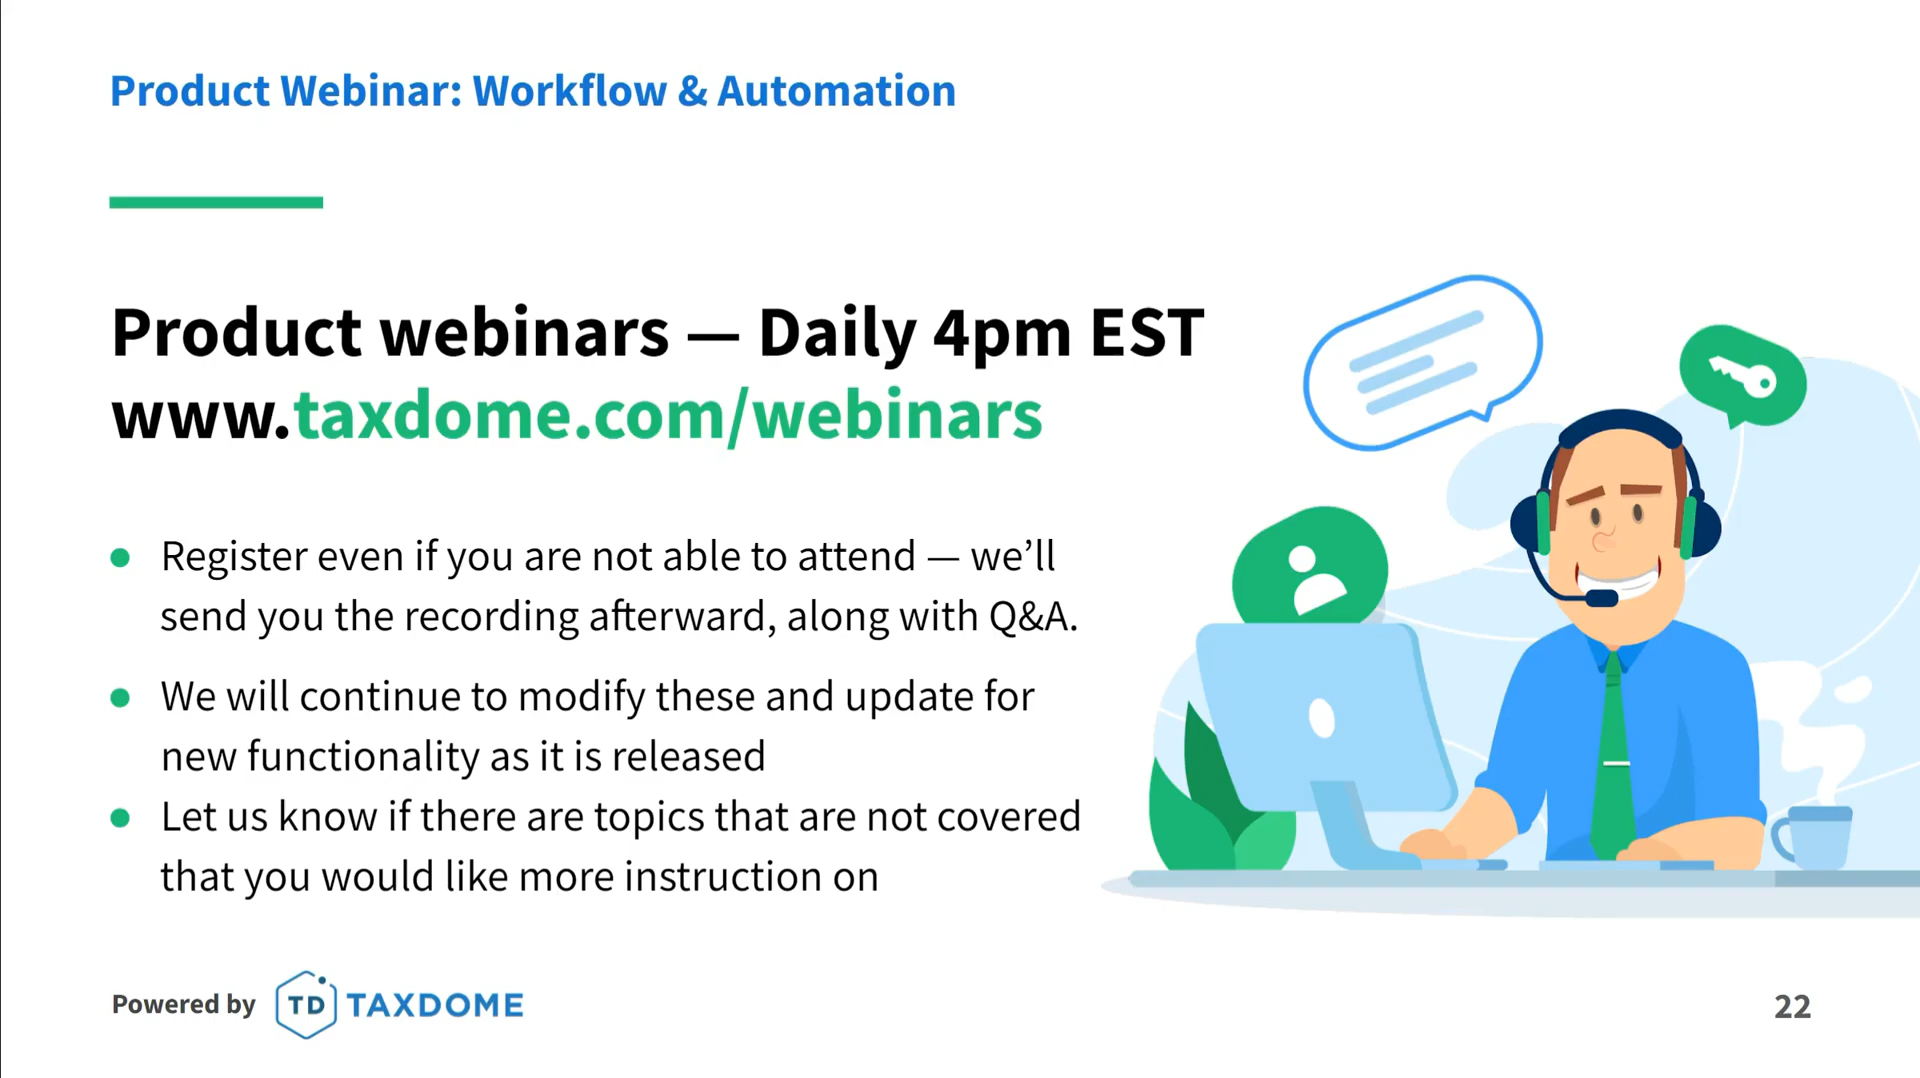 Product Webinar: Workflow & Automation
Product webinars — Daily 4pm EST
www.taxdome.com/webinars
Register even if you are not able to attend — we’ll
send you the recording afterward, along with Q&A.
We will continue to modify these and update for
new functionality as it is released
Let us know if there are topics that are not covered
that you would like more instruction on
Powered by TD TAXDOME
22